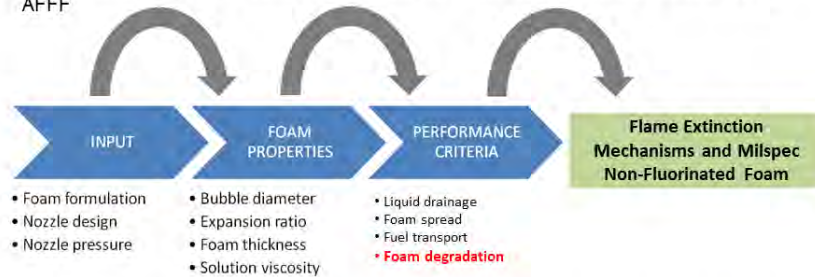 AFFF
INPUT
FOAM
PROPERTIES
PERFORMANCE
CRITERIA
Flame Extinction
Mechanisms and Milspec
Non-Fluorinated Foam
• Foam formulation
• Nozzle design
• Nozzle pressure
• Bubble diameter
• Expansion ratio
• Foam thickness
• Solution viscosity
• Liquid drainage
• Foam spread
• Fuel transport
• Foam degradation